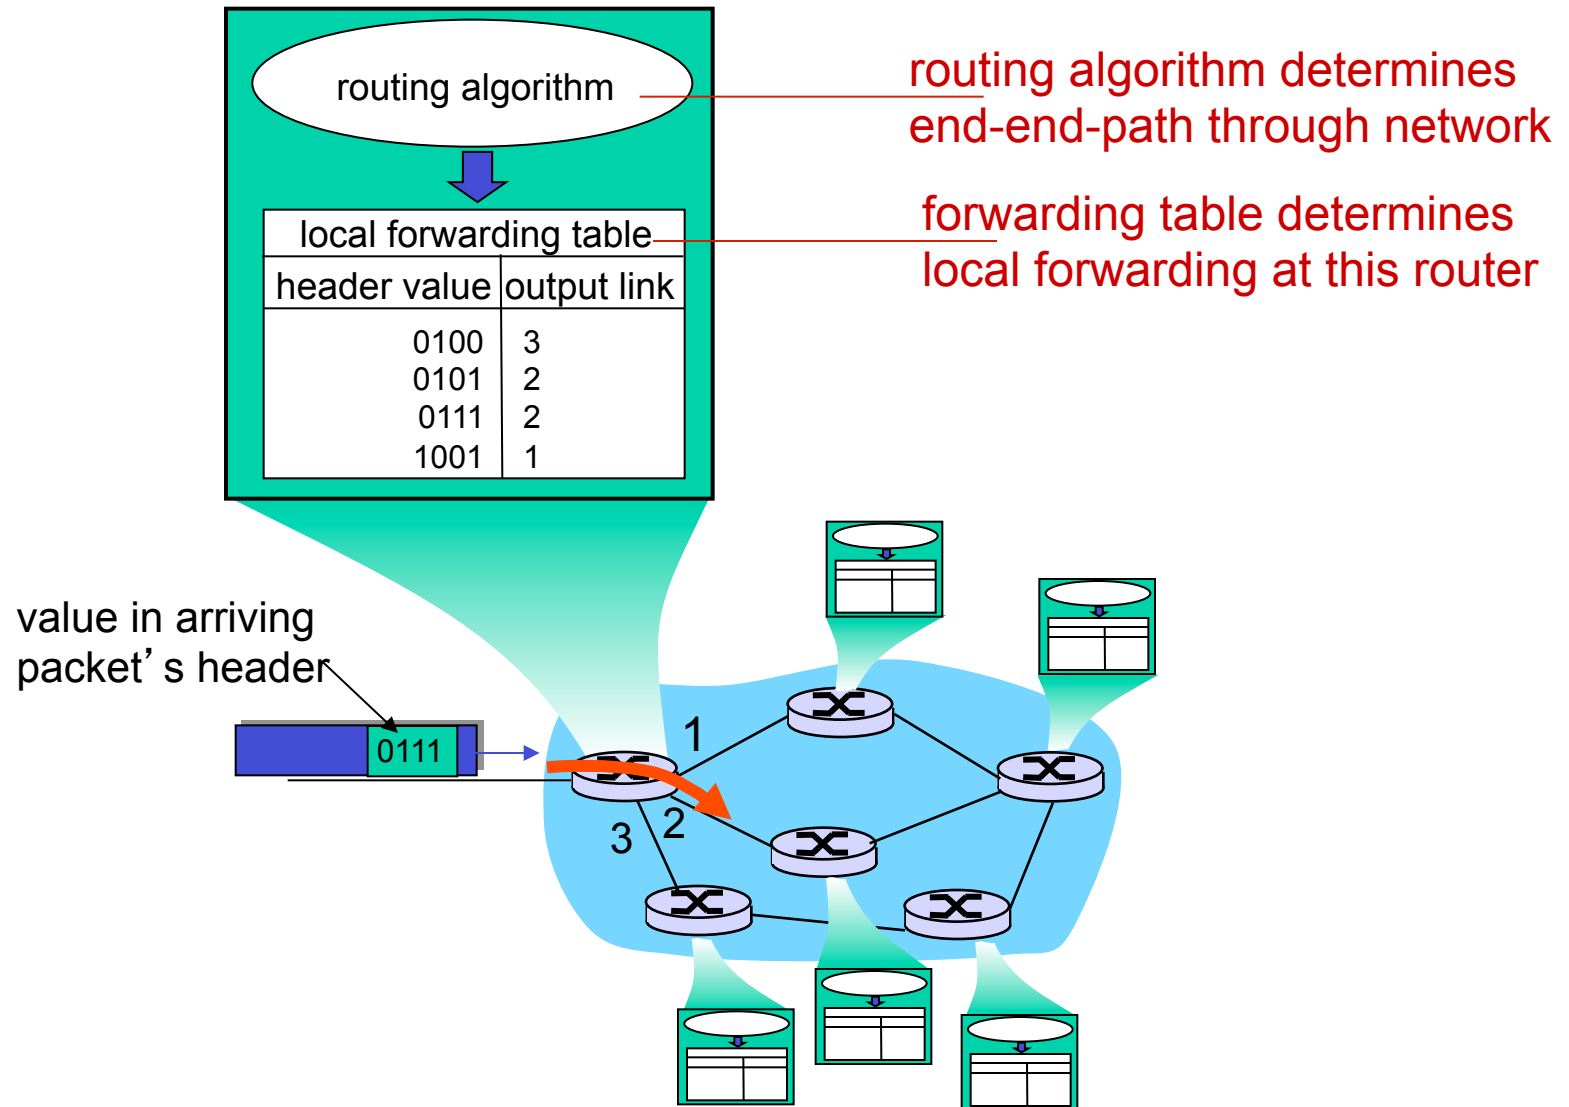 routing algorithm
routing algorithm determines
end-end-path through network
local forwarding table
forwarding table determines
local forwarding at this router
header value output link
0100 3
0101 2
0111 2
1001 1
value in arriving
packet’s header
0111
1
2
3